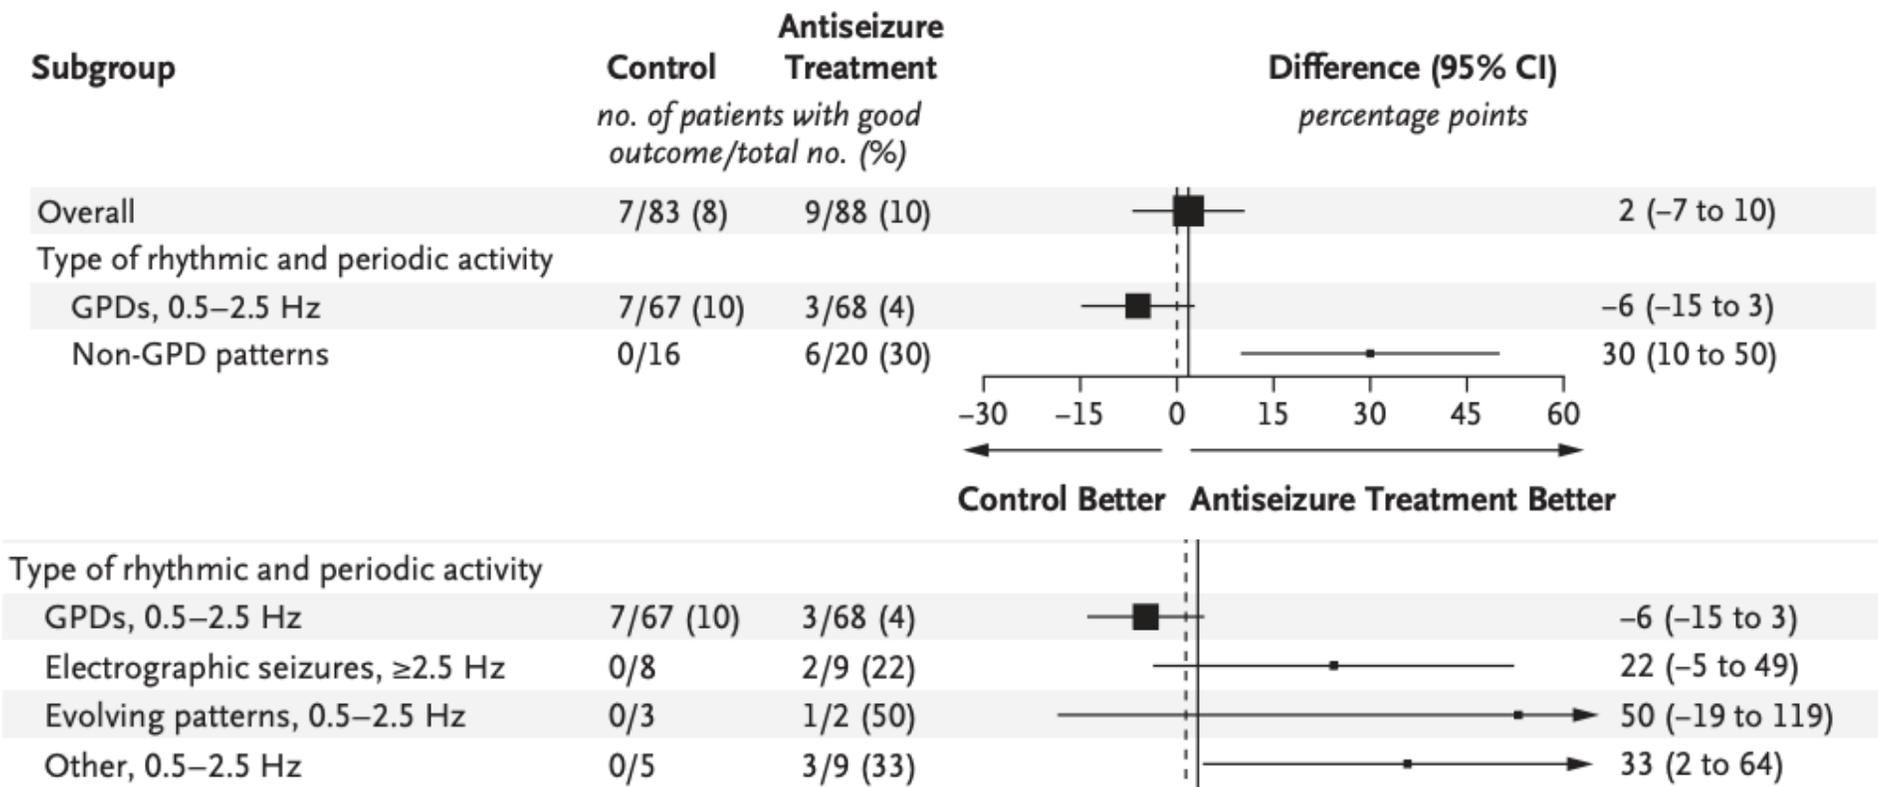 Subgroup Control Antiseizure Treatment Difference (95% CI)
no. of patients with good outcome/total no. (%) percentage points
Overall 7/83 (8) 9/88 (10) 2 (–7 to 10)
Type of rhythmic and periodic activity
GPDs, 0.5–2.5 Hz 7/67 (10) 3/68 (4) –6 (–15 to 3)
Non-GPD patterns 0/16 6/20 (30) 30 (10 to 50)
–30 –15 0 15 30 45 60
Control Better Antiseizure Treatment Better
Type of rhythmic and periodic activity
GPDs, 0.5–2.5 Hz 7/67 (10) 3/68 (4) –6 (–15 to 3)
Electrographic seizures, ≥2.5 Hz 0/8 2/9 (22) 22 (–5 to 49)
Evolving patterns, 0.5–2.5 Hz 0/3 1/2 (50) 50 (–19 to 119)
Other, 0.5–2.5 Hz 0/5 3/9 (33) 33 (2 to 64)